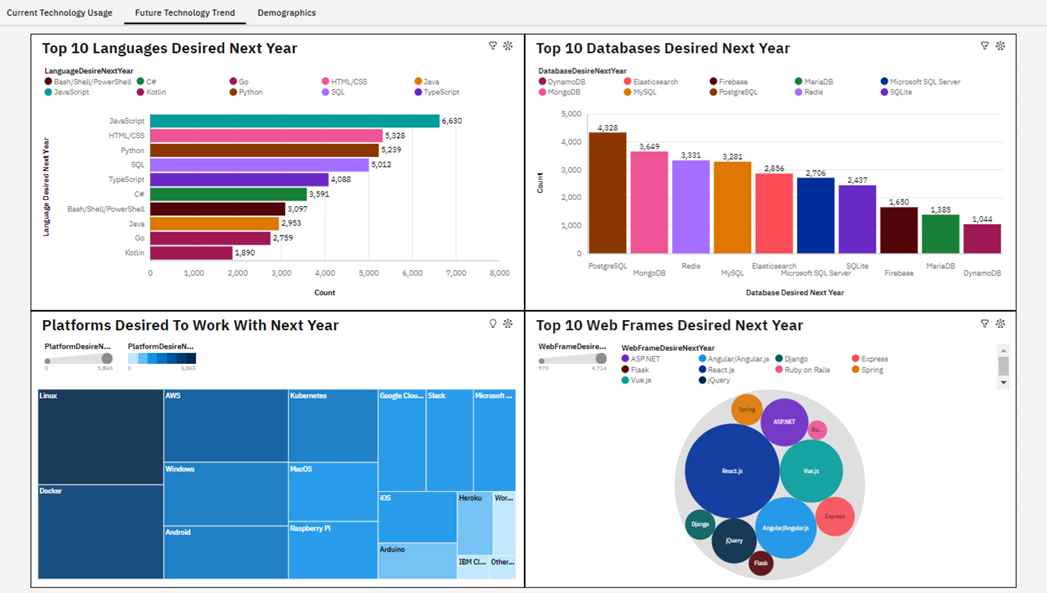 Current Technology Usage Future Technology Trend Demographics
Top 10 Languages Desired Next Year
LanguageDesireNextYear
Bash/Shell/PowerShell C# Go HTML/CSS Java
JavaScript Kotlin Python SQL TypeScript
Language Desired Next Year
JavaScript 6,630
HTML/CSS 5,328
Python 5,239
SQL 5,012
TypeScript 4,088
C# 3,591
Bash/Shell/PowerShell 3,097
Java 2,953
Go 2,759
Kotlin 1,890
0 1,000 2,000 3,000 4,000 5,000 6,000 7,000 8,000
Count
Top 10 Databases Desired Next Year
DatabaseDesireNextYear
DynamoDB Elasticsearch Firebase MariaDB Microsoft SQL Server
MongoDB MySQL PostgreSQL Redis SQLite
Count
5,000
4,000
3,000
2,000
1,000
0
4,328 3,649 3,331 3,281 2,856 2,706 2,437 1,650 1,385 1,044
PostgreSQL Redis Elasticsearch SQLite MariaDB
MongoDB MySQL Microsoft SQL Server Firebase DynamoDB
Database Desired Next Year
Platforms Desired To Work With Next Year
PlatformDesireN... PlatformDesireN...
0 5,865 0 5,865
Linux AWS Kubernetes Google Clou... Slack Microsoft ...
Windows MacOS
Docker iOS Heroku Wor...
Android Raspberry Pi
Arduino
IBM Cl... Other...
Top 10 Web Frames Desired Next Year
WebFrameDesire... WebFrameDesireNextYear
970 4,714
ASP.NET Angular/Angular.js Django Express
Flask React.js Ruby on Rails Spring
Vue.js jQuery
Spring
ASP.NET
Ru...
React.js
Vue.js
Express
Django
Angular/Angular.js
jQuery
Flask